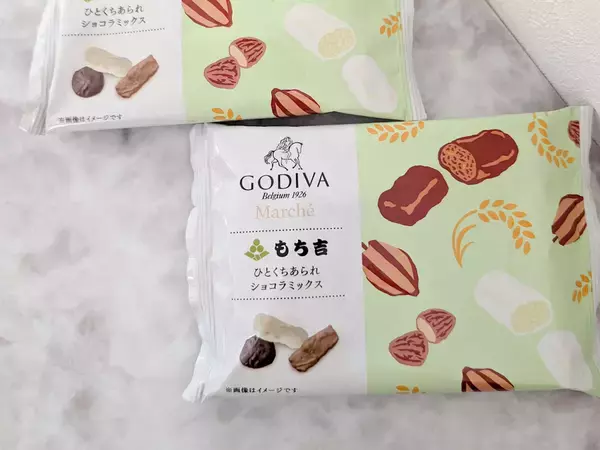 ひとくちあられ
ショコラミックス
※画像はイメージです
GODIVA
Belgium 1926
Marché
もち吉
ひとくちあられ
ショコラミックス
※画像はイメージです